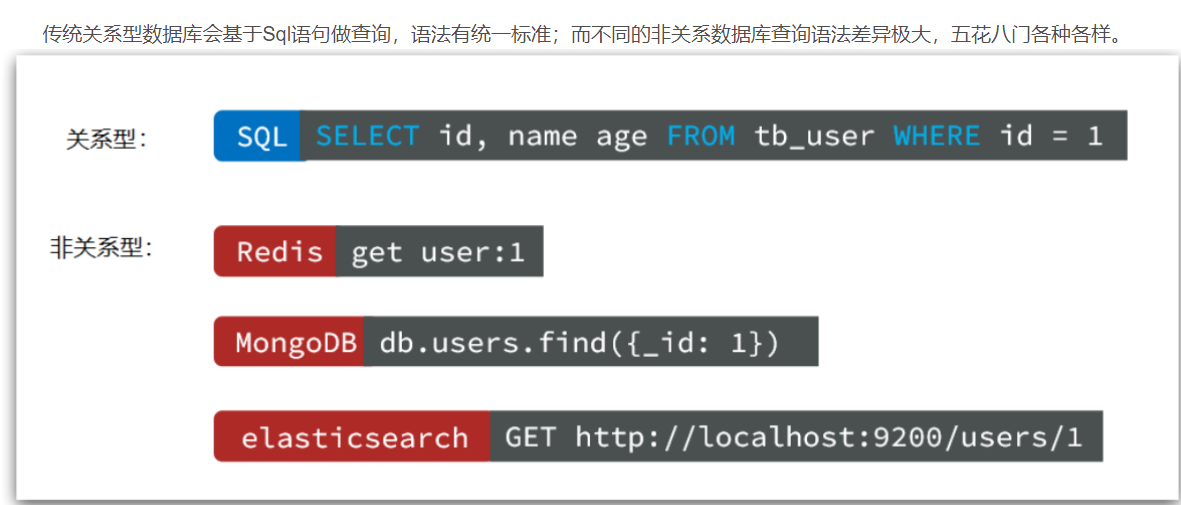 传统关系型数据库会基于Sql语句做查询，语法有统一标准；而不同的非关系数据库查询语法差异极大，五花八门各种各样。
关系型： SQL SELECT id, name age FROM tb_user WHERE id = 1
非关系型： Redis get user:1
MongoDB db.users.find({_id: 1})
elasticsearch GET http://localhost:9200/users/1